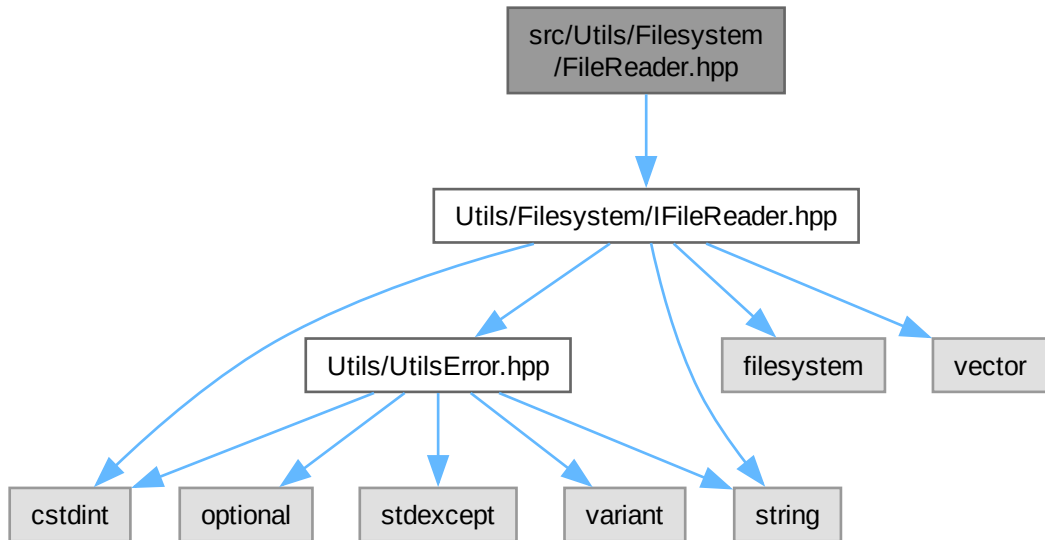 src/Utils/Filesystem
/FileReader.hpp
Utils/Filesystem/IFileReader.hpp
Utils/UtilsError.hpp
filesystem
vector
cstdint
optional
stdexcept
variant
string